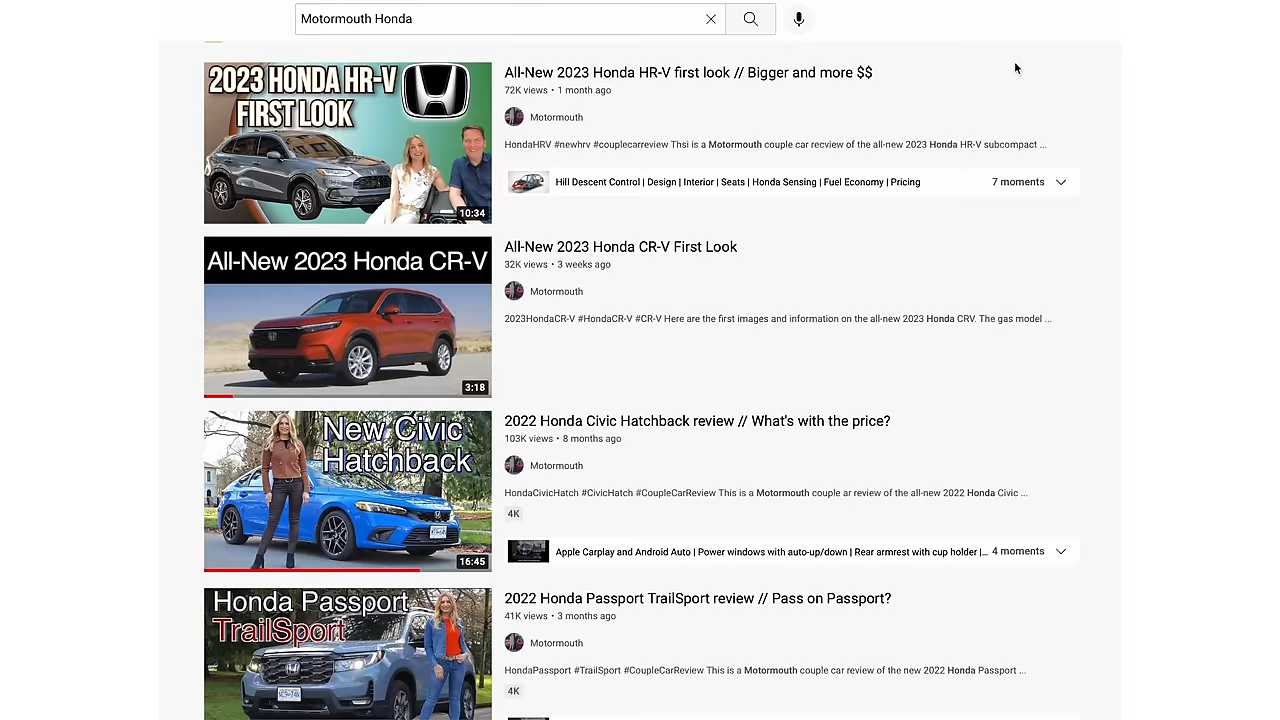 Motormouth Honda
2023 HONDA HR-V
FIRST LOOK
10:34
All-New 2023 Honda HR-V first look // Bigger and more $$
72K views • 1 month ago
Motormouth
HondaHRV #newhrv #couplecarreview Thsi is a Motormouth couple car recview of the all-new 2023 Honda HR-V subcompact ...
Hill Descent Control | Design | Interior | Seats | Honda Sensing | Fuel Economy | Pricing
7 moments
All-New 2023 Honda CR-V
3:18
All-New 2023 Honda CR-V First Look
32K views • 3 weeks ago
Motormouth
2023HondaCR-V #HondaCR-V #CR-V Here are the first images and information on the all-new 2023 Honda CRV. The gas model ...
New Civic
Hatchback
16:45
2022 Honda Civic Hatchback review // What's with the price?
103K views • 8 months ago
Motormouth
HondaCivicHatch #CivicHatch #CoupleCarReview This is a Motormouth couple ar review of the all-new 2022 Honda Civic ...
4K
Apple Carplay and Android Auto | Power windows with auto-up/down | Rear armrest with cup holder |...
4 moments
Honda Passport
TrailSport
2022 Honda Passport TrailSport review // Pass on Passport?
41K views • 3 months ago
Motormouth
HondaPassport #TrailSport #CoupleCarReview This is a Motormouth couple car review of the new 2022 Honda Passport ...
4K